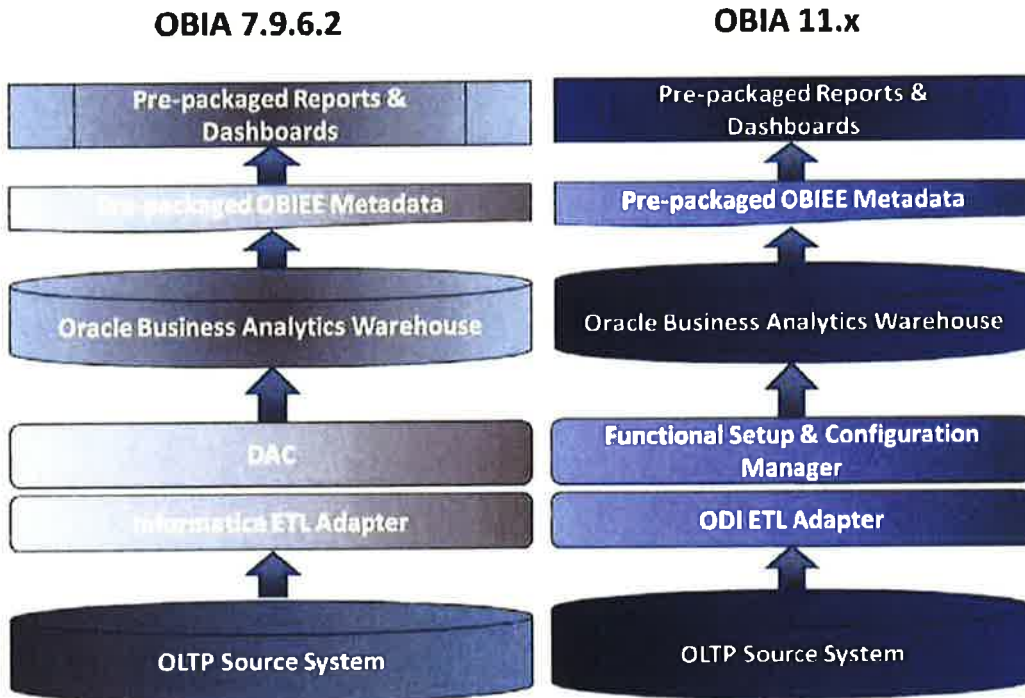 OBIA 7.9.6.2
Pre-packaged Reports &
Dashboards
Pre-packaged OBIEE Metadata
Oracle Business Analytics Warehouse
DAC
Informatica ETL Adapter
OLTP Source System
OBIA 11.x
Pre-packaged Reports &
Dashboards
Pre-packaged OBIEE Metadata
Oracle Business Analytics Warehouse
Functional Setup & Configuration
Manager
ODI ETL Adapter
OLTP Source System